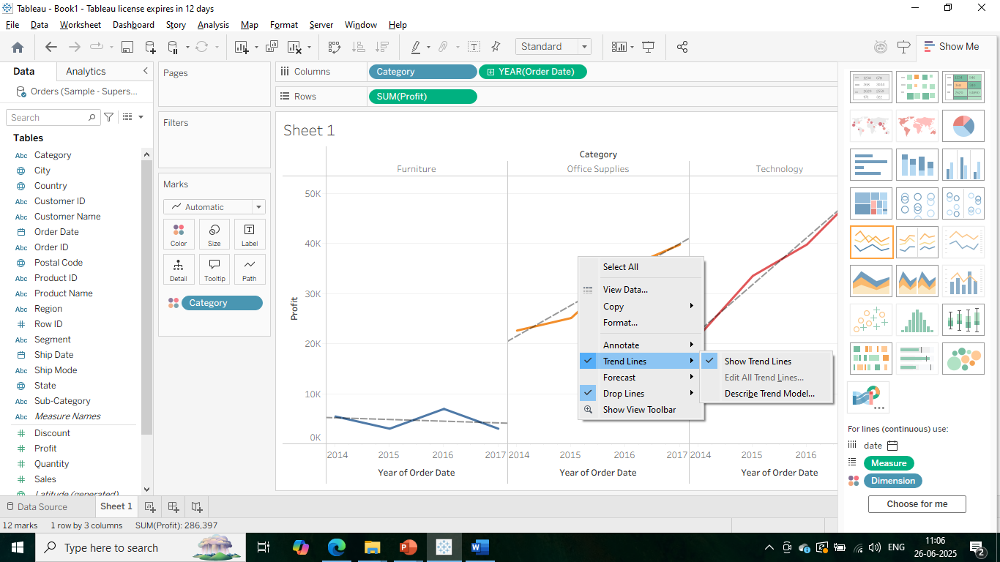 Tableau - Book1 - Tableau license expires in 12 days
File Data Worksheet Dashboard Story Analysis Map Format Server Window Help
Standard
Show Me
Data Analytics
Orders (Sample - Supers...
Search
Tables
Abc Category
City
Country
Abc Customer ID
Abc Customer Name
Order Date
Abc Order ID
Postal Code
Abc Product ID
Abc Product Name
Abc Region
# Row ID
Abc Segment
Ship Date
Abc Ship Mode
State
Abc Sub-Category
Abc Measure Names
# Discount
# Profit
# Quantity
# Sales
Latitude (generated)
Pages
Filters
Marks
Automatic
Color Size Label
Detail Tooltip Path
Category
Columns Category YEAR(Order Date)
Rows SUM(Profit)
Sheet 1
Category
Furniture Office Supplies Technology
50K
40K
30K
20K
10K
0K
Profit
2014 2015 2016 2017 2014 2015 2016 2017 2014 2015 2016
Year of Order Date Year of Order Date Year of Order Date
Select All
View Data...
Copy
Format...
Annotate
Trend Lines
Forecast
Drop Lines
Show View Toolbar
Show Trend Lines
Edit All Trend Lines...
Describe Trend Model...
For lines (continuous) use:
date
Measure
Dimension
Choose for me
Data Source Sheet 1
12 marks 1 row by 3 columns SUM(Profit): 286,397
Type here to search
ENG
11:06
26-06-2025
2